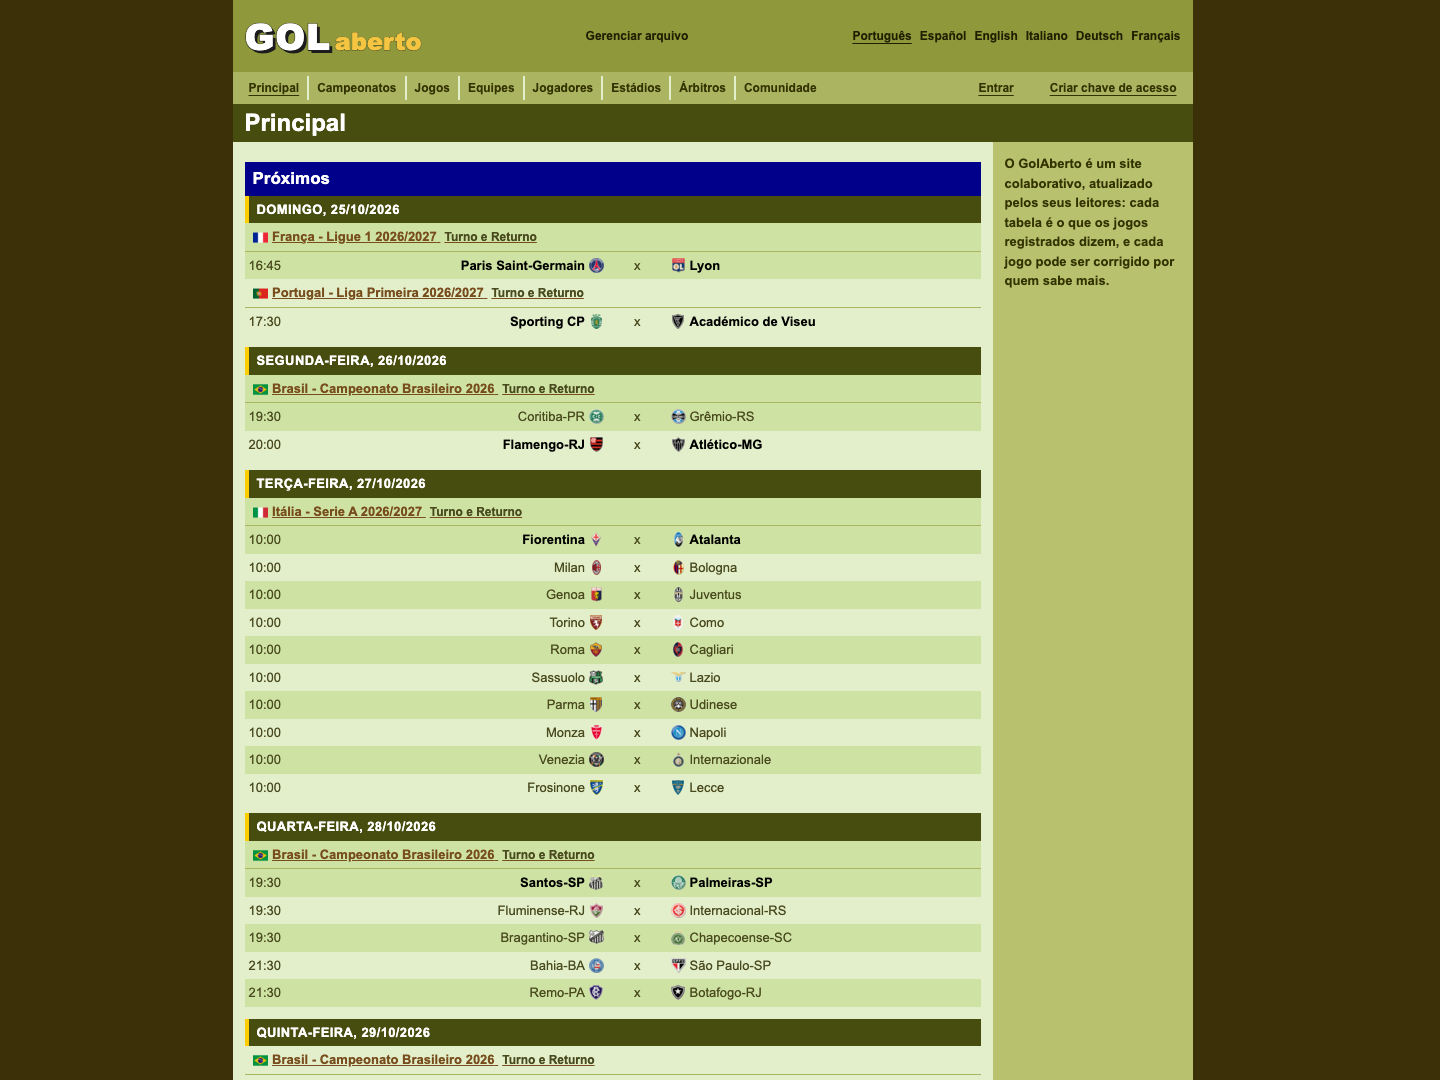 GOL aberto
Gerenciar arquivo
Português Español English Italiano Deutsch Français
Principal Campeonatos Jogos Equipes Jogadores Estádios Árbitros Comunidade Entrar Criar chave de acesso
Principal
Próximos
DOMINGO, 25/10/2026
França - Ligue 1 2026/2027 Turno e Returno
16:45 Paris Saint-Germain x Lyon
Portugal - Liga Primeira 2026/2027 Turno e Returno
17:30 Sporting CP x Académico de Viseu
SEGUNDA-FEIRA, 26/10/2026
Brasil - Campeonato Brasileiro 2026 Turno e Returno
19:30 Coritiba-PR x Grêmio-RS
20:00 Flamengo-RJ x Atlético-MG
TERÇA-FEIRA, 27/10/2026
Itália - Serie A 2026/2027 Turno e Returno
10:00 Fiorentina x Atalanta
10:00 Milan x Bologna
10:00 Genoa x Juventus
10:00 Torino x Como
10:00 Roma x Cagliari
10:00 Sassuolo x Lazio
10:00 Parma x Udinese
10:00 Monza x Napoli
10:00 Venezia x Internazionale
10:00 Frosinone x Lecce
QUARTA-FEIRA, 28/10/2026
Brasil - Campeonato Brasileiro 2026 Turno e Returno
19:30 Santos-SP x Palmeiras-SP
19:30 Fluminense-RJ x Internacional-RS
19:30 Bragantino-SP x Chapecoense-SC
21:30 Bahia-BA x São Paulo-SP
21:30 Remo-PA x Botafogo-RJ
QUINTA-FEIRA, 29/10/2026
Brasil - Campeonato Brasileiro 2026 Turno e Returno
O GolAberto é um site
colaborativo, atualizado
pelos seus leitores: cada
tabela é o que os jogos
registrados dizem, e cada
jogo pode ser corrigido por
quem sabe mais.